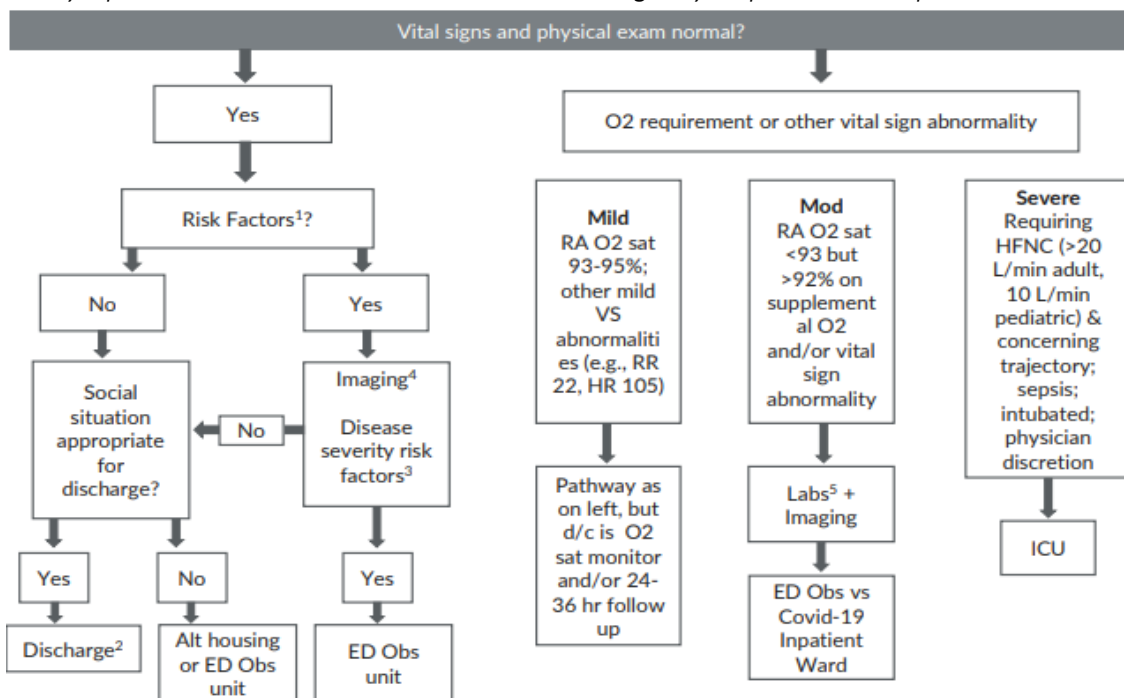 Vital signs and physical exam normal?
Yes
O2 requirement or other vital sign abnormality
Risk Factors¹?
No
Yes
Social
situation
appropriate
for
discharge?
No
Imaging⁴
Disease
severity risk
factors³
Yes
No
Yes
Discharge²
Alt housing
or ED Obs
unit
ED Obs
unit
Mild
RA O2 sat
93-95%;
other mild
VS
abnormaliti
es (e.g., RR
22, HR 105)
Pathway as
on left, but
d/c is O2
sat monitor
and/or 24-
36 hr follow
up
Mod
RA O2 sat
<93 but
>92% on
supplement
al O2
and/or vital
sign
abnormality
Labs⁵ +
Imaging
ED Obs vs
Covid-19
Inpatient
Ward
Severe
Requiring
HFNC (>20
L/min adult,
10 L/min
pediatric) &
concerning
trajectory;
sepsis;
intubated;
physician
discretion
ICU